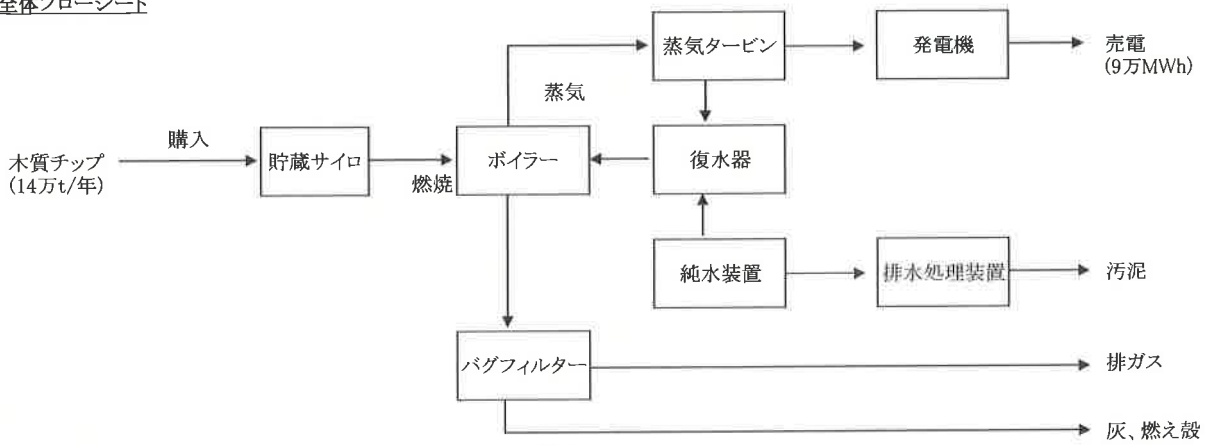 全体フローシート
蒸気タービン
発電機
売電
(9万MWh)
蒸気
購入
木質チップ
(14万t/年)
貯蔵サイロ
燃焼
ボイラー
復水器
純水装置
排水処理装置
汚泥
バグフィルター
排ガス
灰、燃え殻